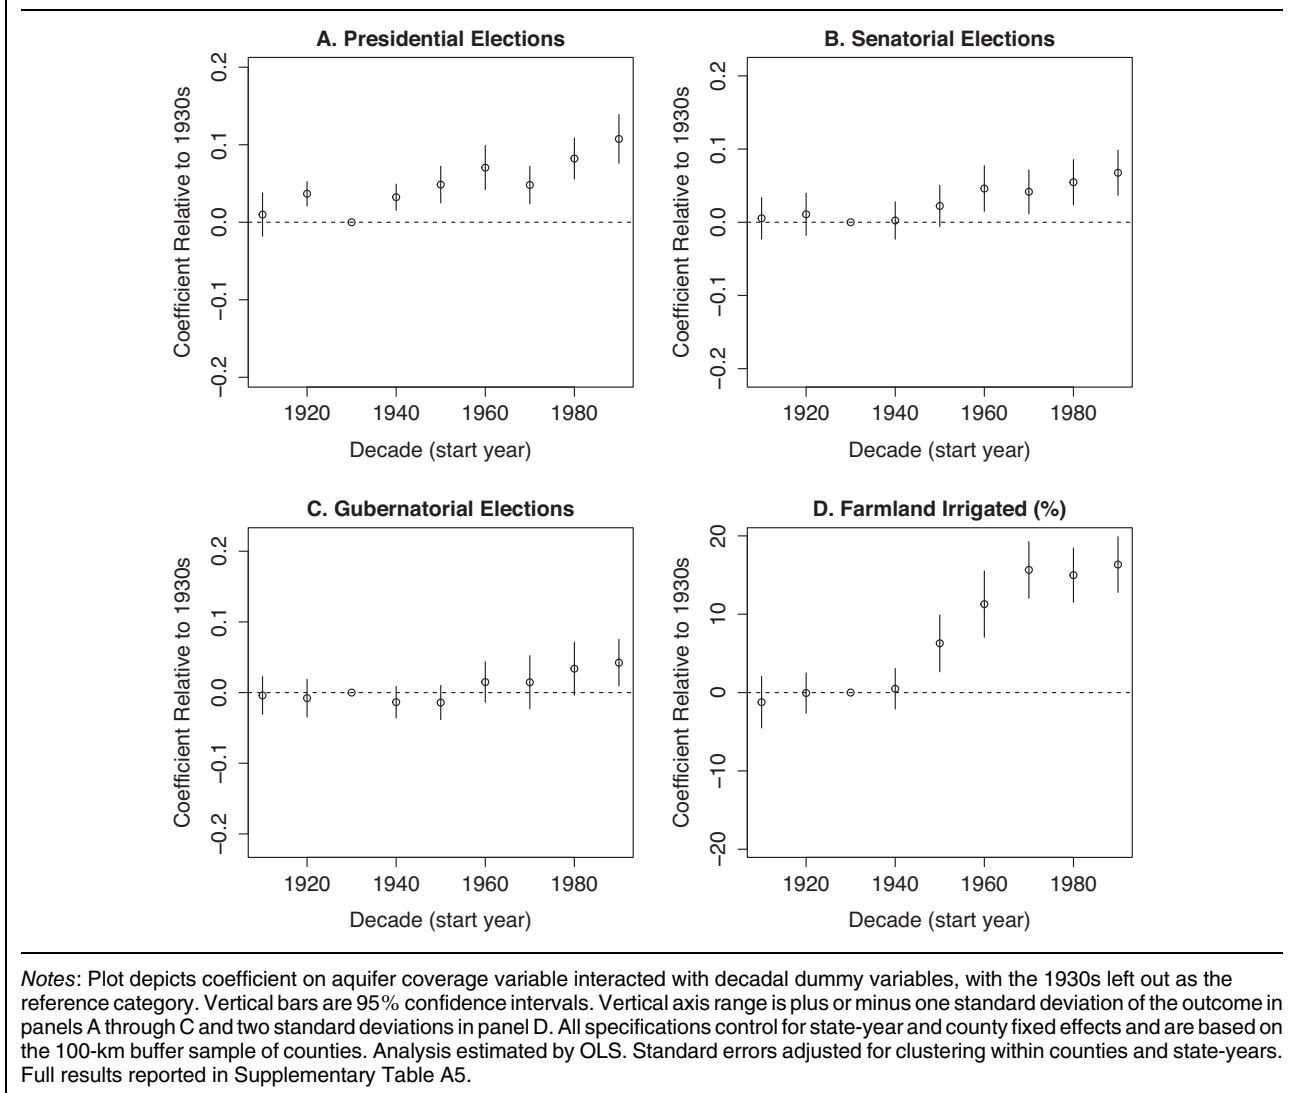 A. Presidential Elections
Coefficient Relative to 1930s
0.2
0.1
0.0
−0.1
−0.2
1920 1940 1960 1980
Decade (start year)
B. Senatorial Elections
Coefficient Relative to 1930s
0.2
0.1
0.0
−0.1
−0.2
1920 1940 1960 1980
Decade (start year)
C. Gubernatorial Elections
Coefficient Relative to 1930s
0.2
0.1
0.0
−0.1
−0.2
1920 1940 1960 1980
Decade (start year)
D. Farmland Irrigated (%)
Coefficient Relative to 1930s
20
10
0
−10
−20
1920 1940 1960 1980
Decade (start year)
Notes: Plot depicts coefficient on aquifer coverage variable interacted with decadal dummy variables, with the 1930s left out as the
reference category. Vertical bars are 95% confidence intervals. Vertical axis range is plus or minus one standard deviation of the outcome in
panels A through C and two standard deviations in panel D. All specifications control for state-year and county fixed effects and are based on
the 100-km buffer sample of counties. Analysis estimated by OLS. Standard errors adjusted for clustering within counties and state-years.
Full results reported in Supplementary Table A5.